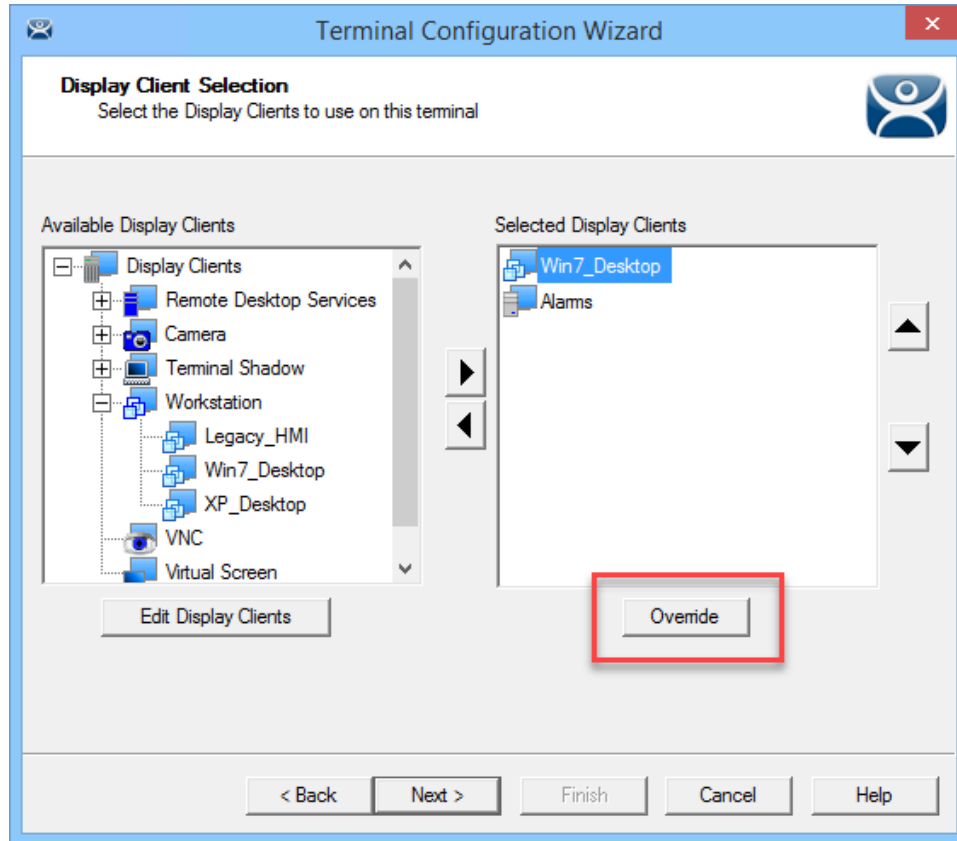 Terminal Configuration Wizard
Display Client Selection
Select the Display Clients to use on this terminal
Available Display Clients
Display Clients
Remote Desktop Services
Camera
Terminal Shadow
Workstation
Legacy_HMI
Win7_Desktop
XP_Desktop
VNC
Virtual Screen
Edit Display Clients
Selected Display Clients
Win7_Desktop
Alarms
Override
< Back
Next >
Finish
Cancel
Help